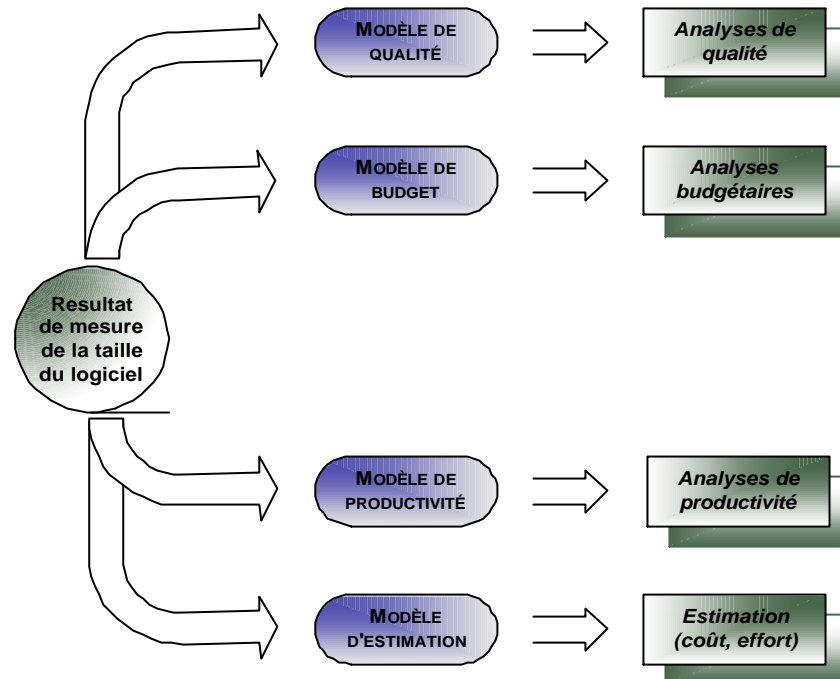 MODÈLE DE
QUALITÉ
Analyses de
qualité
MODÈLE DE
BUDGET
Analyses
budgétaires
Resultat
de mesure
de la taille
du logiciel
MODÈLE DE
PRODUCTIVITÉ
Analyses de
productivité
MODÈLE
D'ESTIMATION
Estimation
(coût, effort)